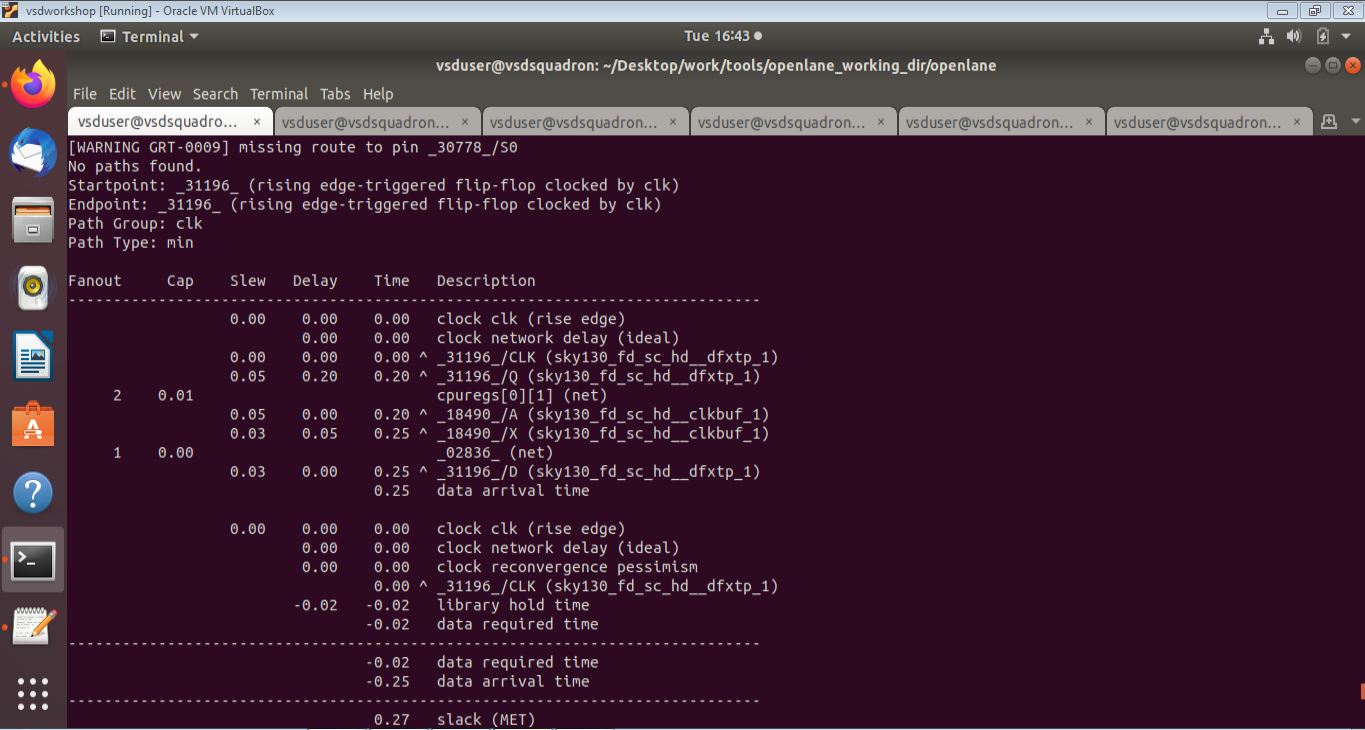 vsdworkshop [Running] - Oracle VM VirtualBox
Activities Terminal Tue 16:43
vsduser@vsdsquadron: ~/Desktop/work/tools/openlane_working_dir/openlane
File Edit View Search Terminal Tabs Help
vsduser@vsdsquadro... × vsduser@vsdsquadron... × vsduser@vsdsquadron... × vsduser@vsdsquadron... × vsduser@vsdsquadron... × vsduser@vsdsquadron... ×
[WARNING GRT-0009] missing route to pin _30778_/S0
No paths found.
Startpoint: _31196_ (rising edge-triggered flip-flop clocked by clk)
Endpoint: _31196_ (rising edge-triggered flip-flop clocked by clk)
Path Group: clk
Path Type: min
Fanout Cap Slew Delay Time Description
-----------------------------------------------------------------------------
0.00 0.00 0.00 clock clk (rise edge)
0.00 0.00 clock network delay (ideal)
0.00 0.00 0.00 ^ _31196_/CLK (sky130_fd_sc_hd__dfxtp_1)
0.05 0.20 0.20 ^ _31196_/Q (sky130_fd_sc_hd__dfxtp_1)
2 0.01 cpuregs[0][1] (net)
0.05 0.00 0.20 ^ _18490_/A (sky130_fd_sc_hd__clkbuf_1)
0.03 0.05 0.25 ^ _18490_/X (sky130_fd_sc_hd__clkbuf_1)
1 0.00 _02836_ (net)
0.03 0.00 0.25 ^ _31196_/D (sky130_fd_sc_hd__dfxtp_1)
0.25 data arrival time
0.00 0.00 0.00 clock clk (rise edge)
0.00 0.00 clock network delay (ideal)
0.00 0.00 clock reconvergence pessimism
0.00 ^ _31196_/CLK (sky130_fd_sc_hd__dfxtp_1)
-0.02 -0.02 library hold time
-0.02 data required time
-----------------------------------------------------------------------------
-0.02 data required time
-0.25 data arrival time
-----------------------------------------------------------------------------
0.27 slack (MET)